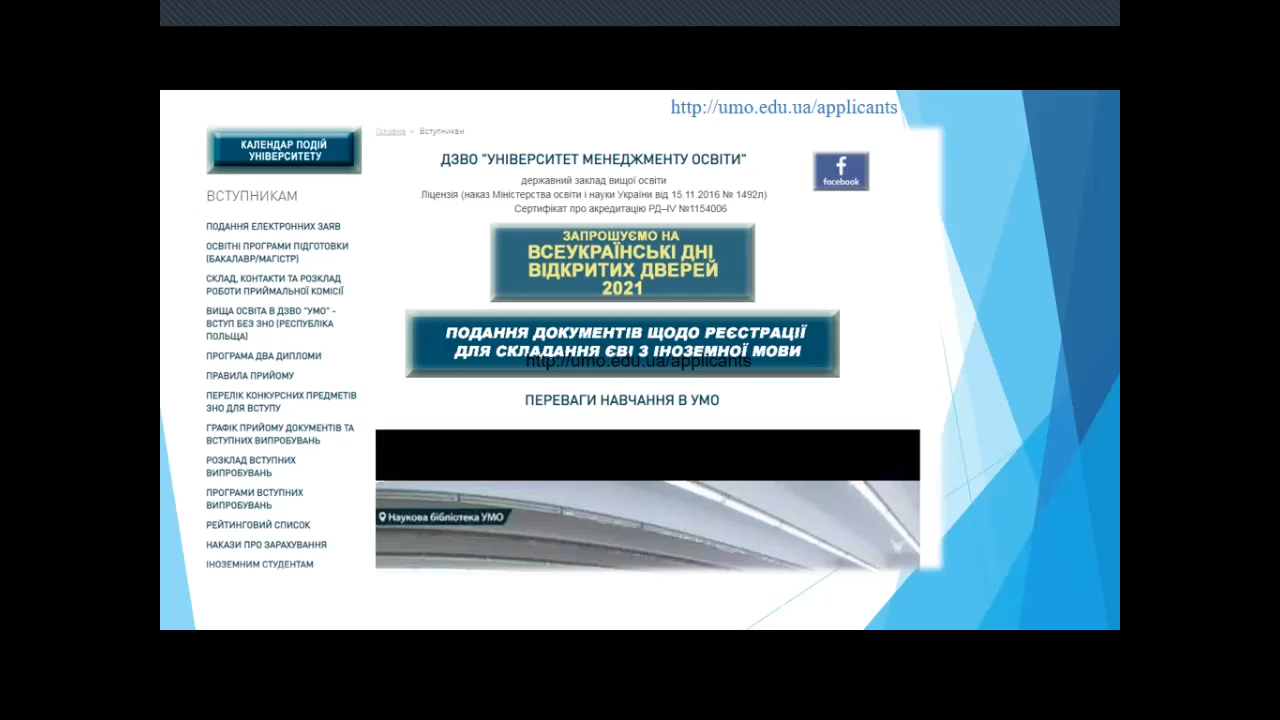 http://umo.edu.ua/applicants
КАЛЕНДАР ПОДІЙ
УНІВЕРСИТЕТУ
ВСТУПНИКАМ
ПОДАННЯ ЕЛЕКТРОННИХ ЗАЯВ
ОСВІТНІ ПРОГРАМИ ПІДГОТОВКИ
(БАКАЛАВР/МАГІСТР)
СКЛАД, КОНТАКТИ ТА РОЗКЛАД
РОБОТИ ПРИЙМАЛЬНОЇ КОМІСІЇ
ВИЩА ОСВІТА В ДЗВО "УМО" -
ВСТУП БЕЗ ЗНО (РЕСПУБЛІКА
ПОЛЬЩА)
ПРОГРАМА ДВА ДИПЛОМИ
ПРАВИЛА ПРИЙОМУ
ПЕРЕЛІК КОНКУРСНИХ ПРЕДМЕТІВ
ЗНО ДЛЯ ВСТУПУ
ГРАФІК ПРИЙОМУ ДОКУМЕНТІВ ТА
ВСТУПНИХ ВИПРОБУВАНЬ
РОЗКЛАД ВСТУПНИХ
ВИПРОБУВАНЬ
ПРОГРАМИ ВСТУПНИХ
ВИПРОБУВАНЬ
РЕЙТИНГОВИЙ СПИСОК
НАКАЗИ ПРО ЗАРАХУВАННЯ
ІНОЗЕМНИМ СТУДЕНТАМ
Головна » Вступникам
ДЗВО "УНІВЕРСИТЕТ МЕНЕДЖМЕНТУ ОСВІТИ"
державний заклад вищої освіти
Ліцензія (наказ Міністерства освіти і науки України від 15.11.2016 № 1492л)
Сертифікат про акредитацію РД–IV №1154006
facebook
ЗАПРОШУЄМО НА
ВСЕУКРАЇНСЬКІ ДНІ
ВІДКРИТИХ ДВЕРЕЙ
2021
ПОДАННЯ ДОКУМЕНТІВ ЩОДО РЕЄСТРАЦІЇ
ДЛЯ СКЛАДАННЯ ЄВІ З ІНОЗЕМНОЇ МОВИ
http://umo.edu.ua/applicants
ПЕРЕВАГИ НАВЧАННЯ В УМО
Наукова бібліотека УМО